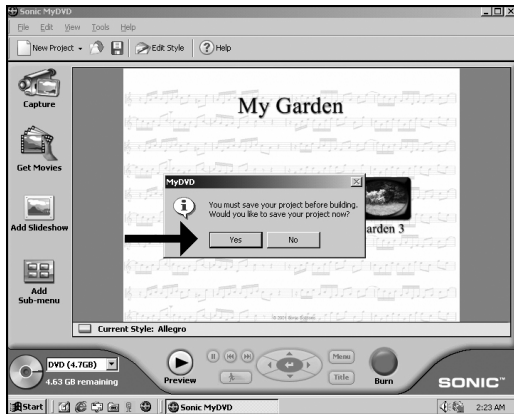 Sonic MyDVD
File Edit View Tools Help
New Project Edit Style Help
Capture
Get Movies
Add Slideshow
Add
Sub-menu
My Garden
MyDVD
You must save your project before building.
Would you like to save your project now?
Yes No
arden 3
Current Style: Allegro
DVD (4.7GB)
4.63 GB remaining
Preview
Menu
Title
Burn
SONIC™
Start Sonic MyDVD 2:23 AM